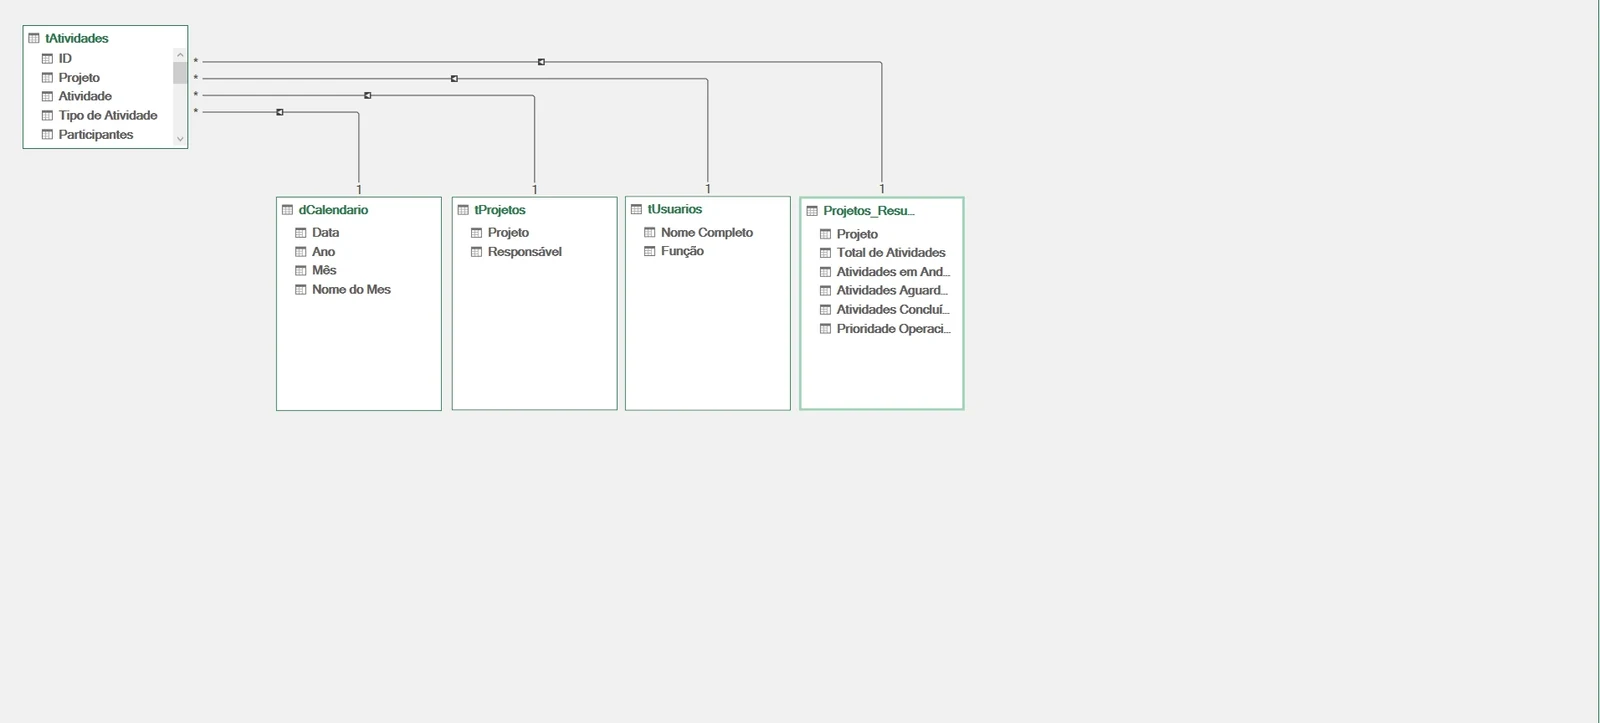 tAtividades
ID
Projeto
Atividade
Tipo de Atividade
Participantes
*
*
*
*
1
1
1
1
dCalendario
Data
Ano
Mês
Nome do Mes
tProjetos
Projeto
Responsável
tUsuarios
Nome Completo
Função
Projetos_Resu...
Projeto
Total de Atividades
Atividades em And...
Atividades Aguard...
Atividades Concluí...
Prioridade Operaci...